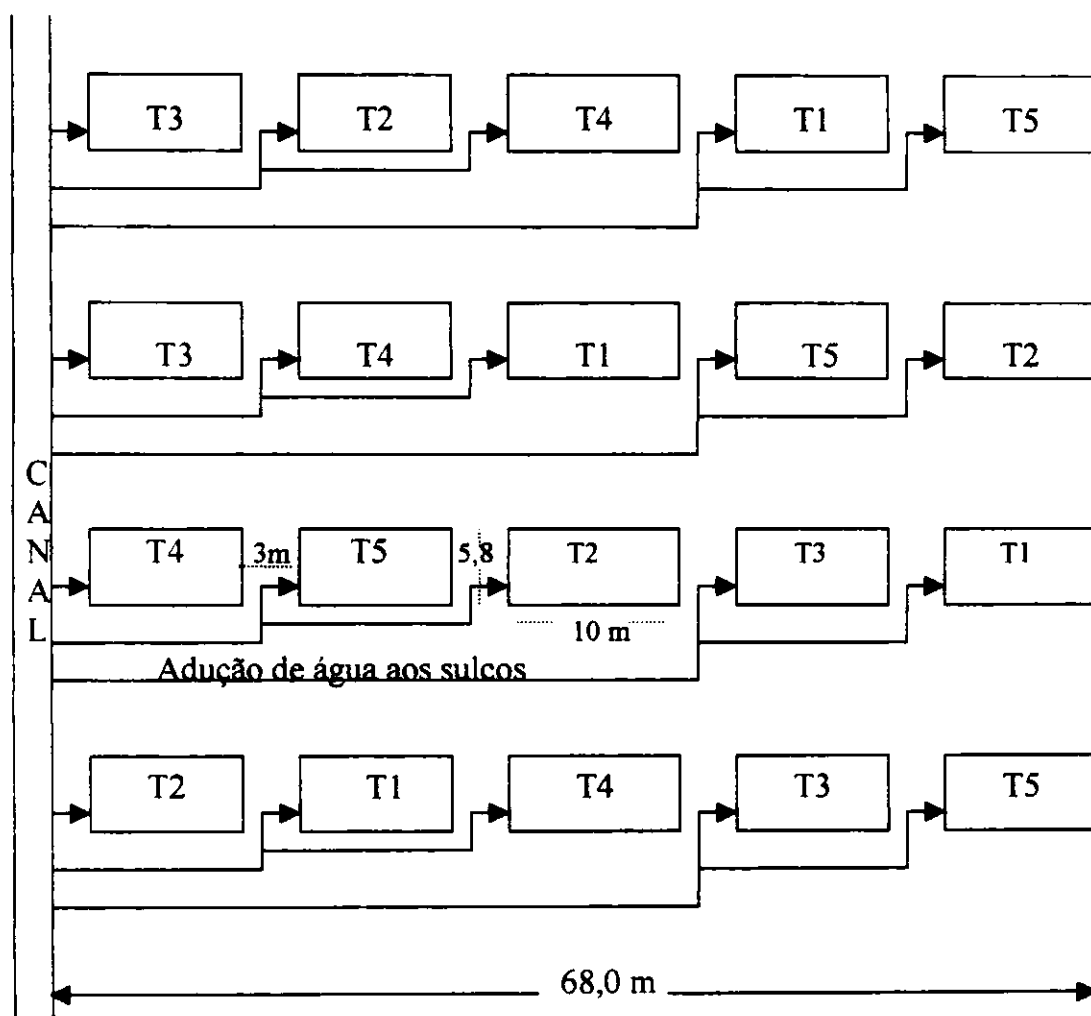 T3 T2 T4 T1 T5
T3 T4 T1 T5 T2
CANAL
T4 3m T5 5,8 T2 T3 T1
10 m
Adução de água aos sulcos
T2 T1 T4 T3 T5
68,0 m